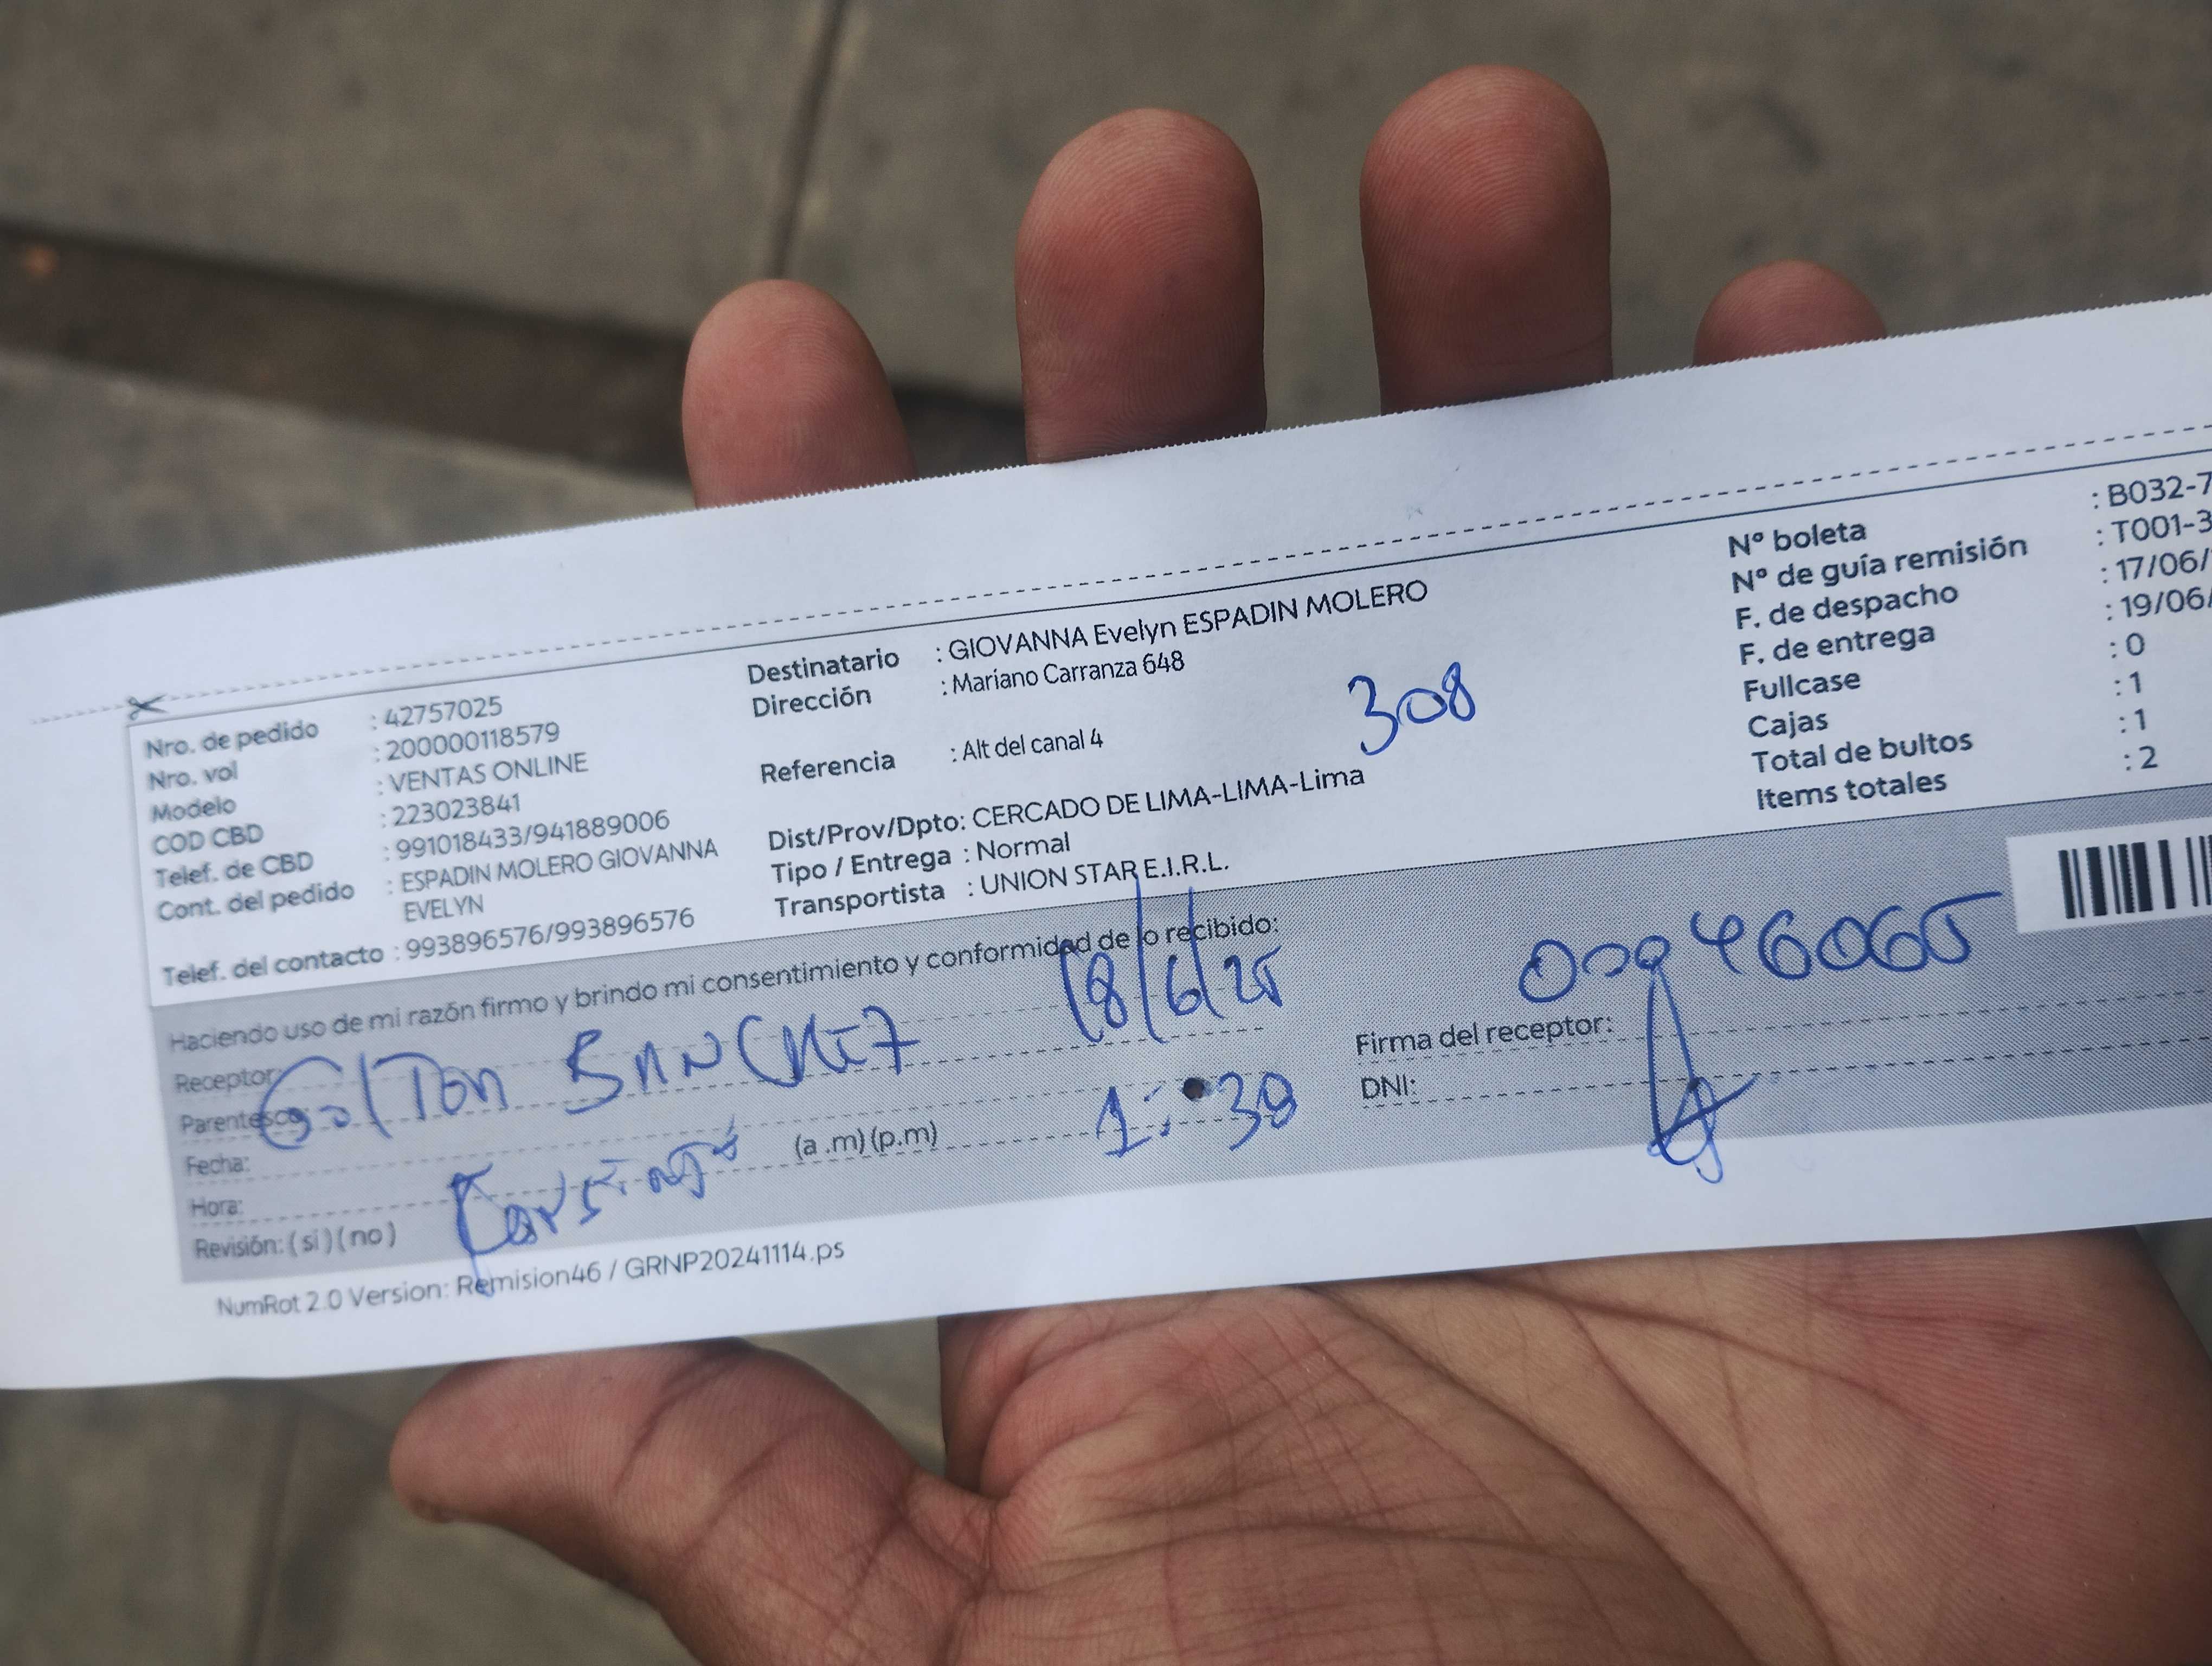 Nro. de pedido : 42757025
Nro. vol : 200000118579
Modelo : VENTAS ONLINE
COD CBD : 223023841
Telef. de CBD : 991018433/941889006
Cont. del pedido : ESPADIN MOLERO GIOVANNA
EVELYN
Telef. del contacto : 993896576/993896576
Destinatario : GIOVANNA Evelyn ESPADIN MOLERO
Dirección : Mariano Carranza 648
308
Referencia : Alt del canal 4
Dist/Prov/Dpto: CERCADO DE LIMA-LIMA-Lima
Tipo / Entrega : Normal
Transportista : UNION STAR E.I.R.L.
N° boleta : B032-7
N° de guía remisión : T001-3
F. de despacho : 17/06/
F. de entrega : 19/06/
Fullcase : 0
Cajas : 1
Total de bultos : 1
Items totales : 2
Haciendo uso de mi razón firmo y brindo mi consentimiento y conformidad de lo recibido:
Receptor:
Parentesco:
Fecha:
Hora:
Revisión: ( si ) ( no )
18/6/25
(a .m) (p.m)
1: 38
Firma del receptor:
DNI:
NumRot 2.0 Version: Remision46 / GRNP20241114.ps